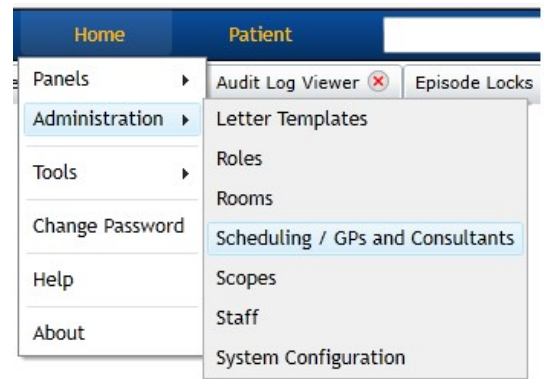 Home Patient
Panels Audit Log Viewer Episode Locks
Administration Letter Templates
Roles
Tools
Rooms
Change Password
Scheduling / GPs and Consultants
Help
Scopes
Staff
About
System Configuration